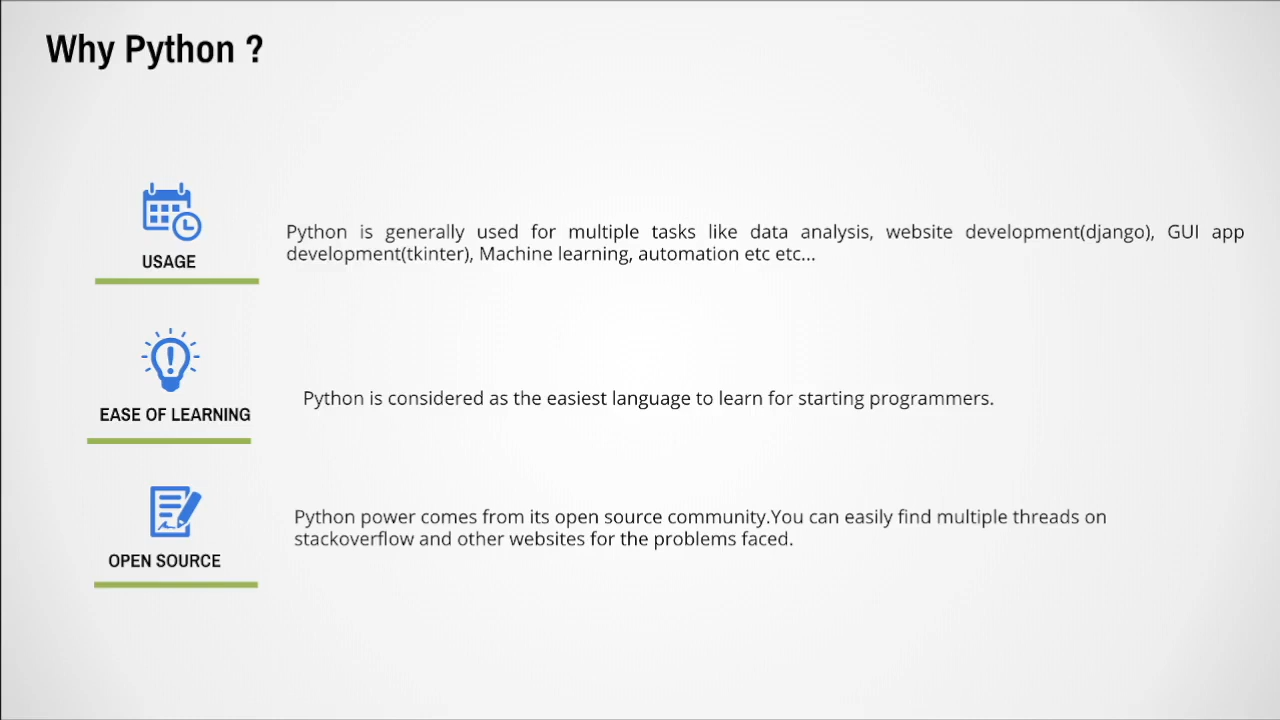 Why Python ?
USAGE
Python is generally used for multiple tasks like data analysis, website development(django), GUI app
development(tkinter), Machine learning, automation etc etc...
EASE OF LEARNING
Python is considered as the easiest language to learn for starting programmers.
OPEN SOURCE
Python power comes from its open source community.You can easily find multiple threads on
stackoverflow and other websites for the problems faced.